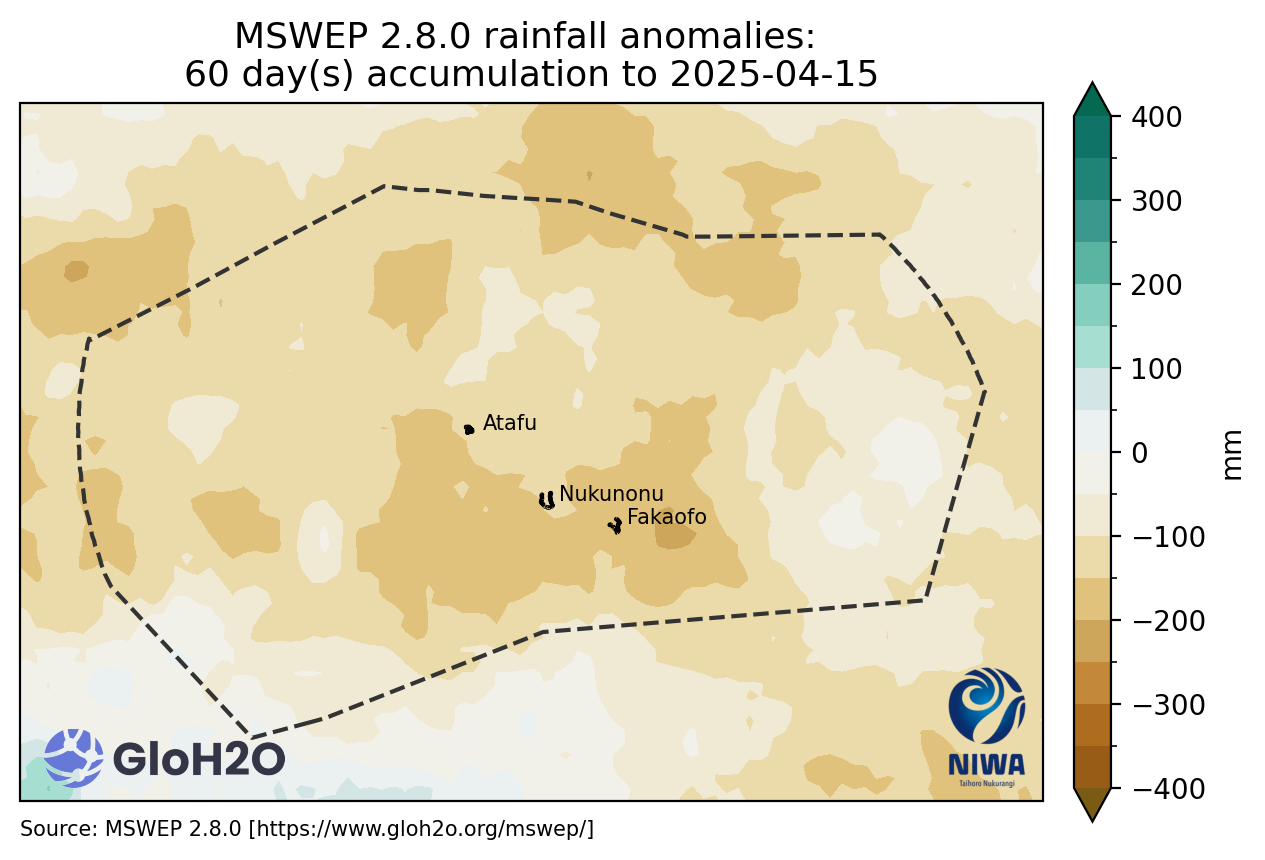 MSWEP 2.8.0 rainfall anomalies:
60 day(s) accumulation to 2025-04-15
400
300
200
100
0
−100
−200
−300
−400
mm
Atafu
Nukunonu
Fakaofo
GloH2O
NIWA
Taihoro Nukurangi
Source: MSWEP 2.8.0 [https://www.gloh2o.org/mswep/]